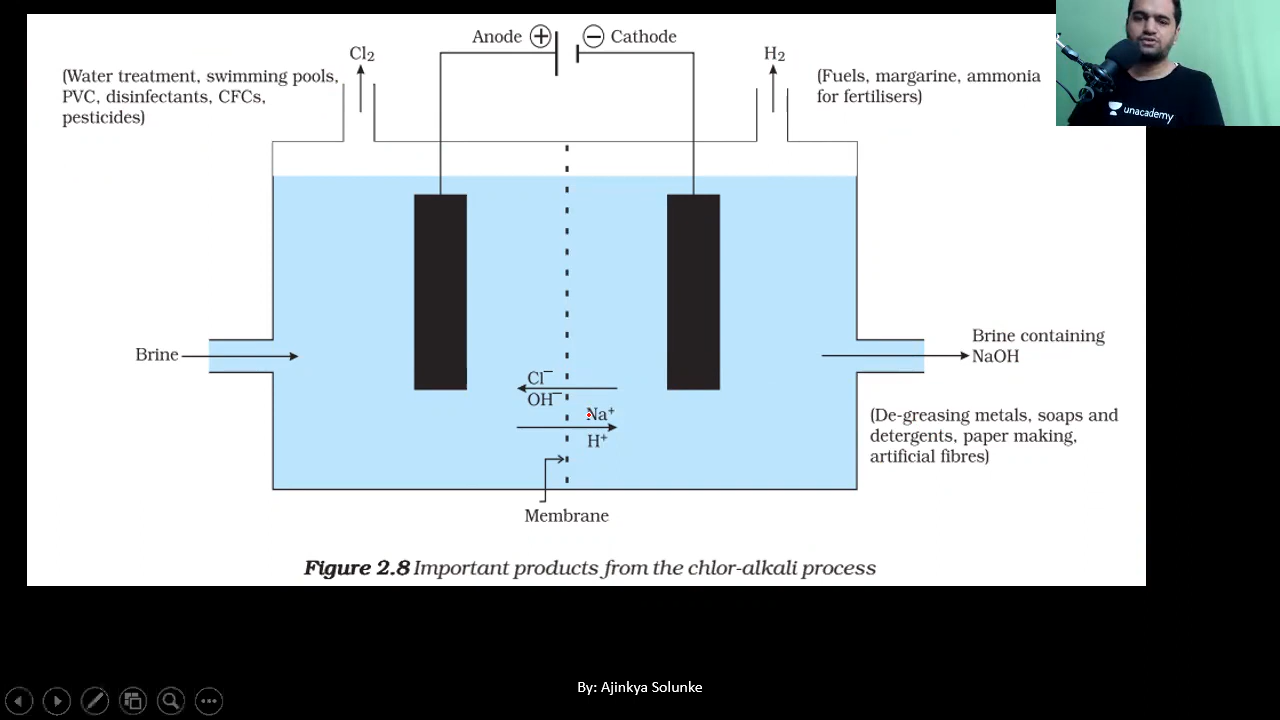 Anode + − Cathode
Cl2
H2
(Water treatment, swimming pools,
PVC, disinfectants, CFCs,
pesticides)
(Fuels, margarine, ammonia
for fertilisers)
unacademy
Brine
Brine containing
NaOH
Cl−
OH−
Na+
H+
(De-greasing metals, soaps and
detergents, paper making,
artificial fibres)
Membrane
Figure 2.8 Important products from the chlor-alkali process
By: Ajinkya Solunke